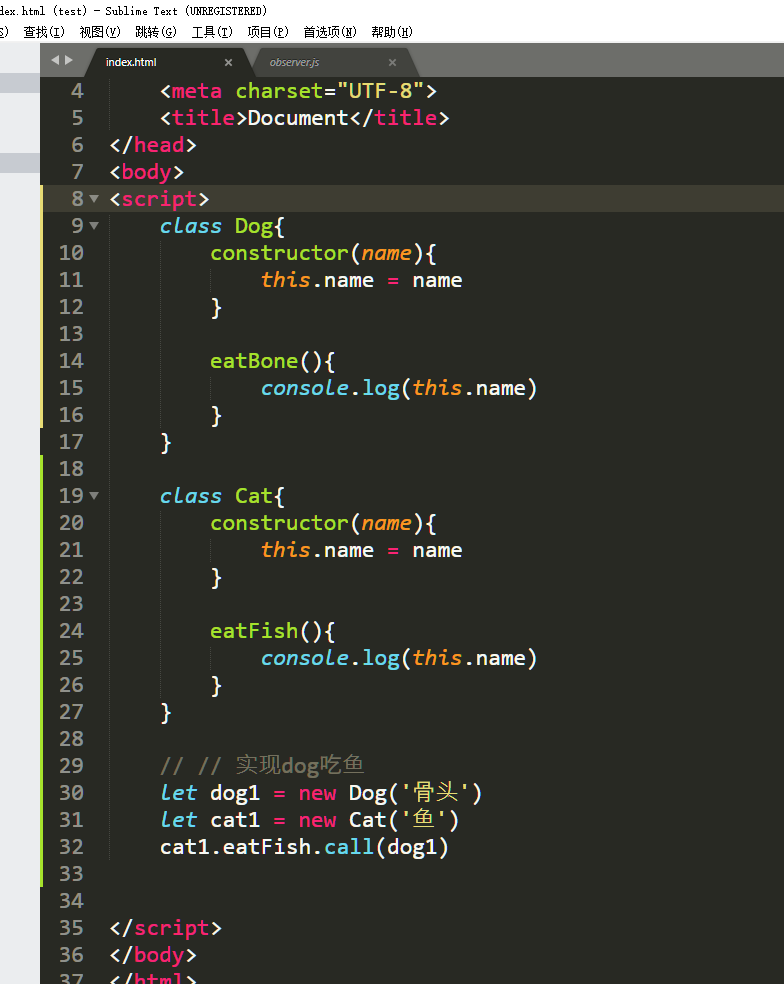 dex.html (test) - Sublime Text (UNREGISTERED)
S) 查找(I) 视图(V) 跳转(G) 工具(T) 项目(P) 首选项(N) 帮助(H)
index.html × observer.js ×
4 <meta charset="UTF-8">
5 <title>Document</title>
6 </head>
7 <body>
8 <script>
9 class Dog{
10 constructor(name){
11 this.name = name
12 }
13
14 eatBone(){
15 console.log(this.name)
16 }
17 }
18
19 class Cat{
20 constructor(name){
21 this.name = name
22 }
23
24 eatFish(){
25 console.log(this.name)
26 }
27 }
28
29 // // 实现dog吃鱼
30 let dog1 = new Dog('骨头')
31 let cat1 = new Cat('鱼')
32 cat1.eatFish.call(dog1)
33
34
35 </script>
36 </body>
37 </html>